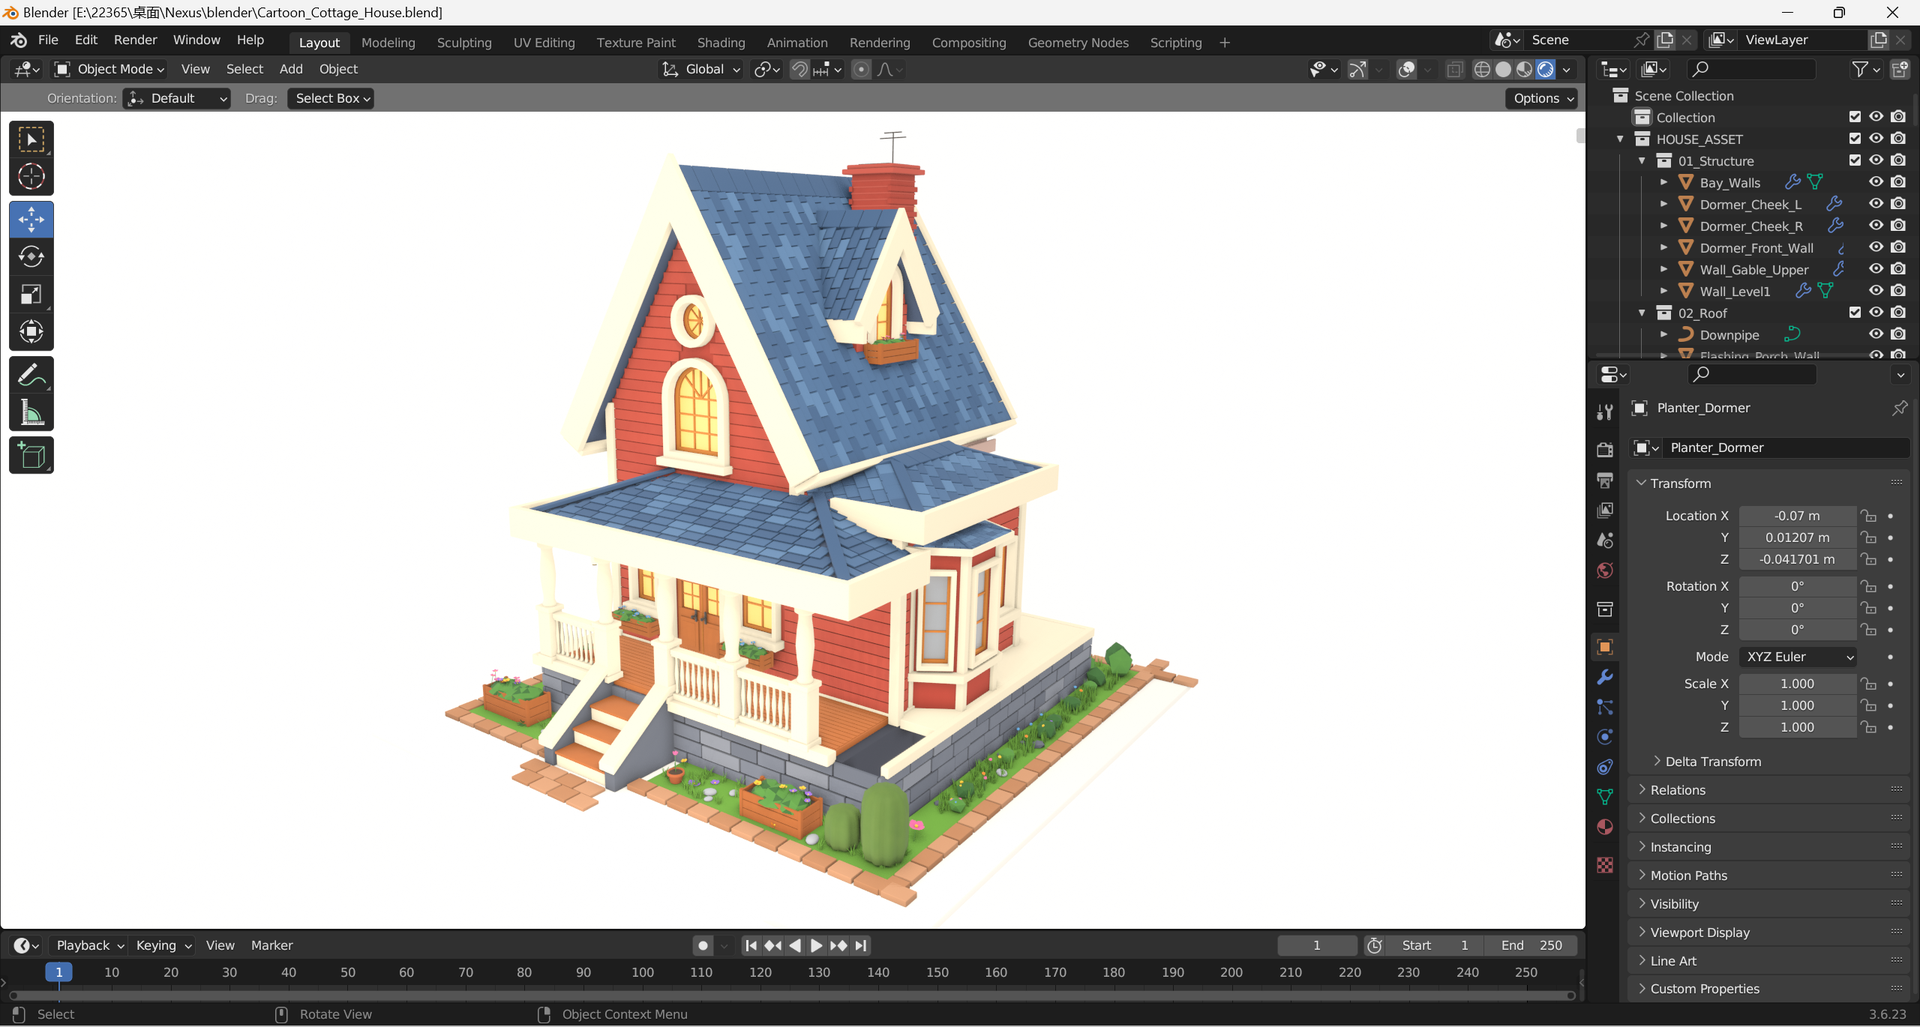 Blender [E:\22365\桌面\Nexus\blender\Cartoon_Cottage_House.blend]
File Edit Render Window Help Layout Modeling Sculpting UV Editing Texture Paint Shading Animation Rendering Compositing Geometry Nodes Scripting + Scene ViewLayer
Object Mode View Select Add Object Global
Orientation: Default Drag: Select Box Options
Scene Collection
Collection
HOUSE_ASSET
01_Structure
Bay_Walls
Dormer_Cheek_L
Dormer_Cheek_R
Dormer_Front_Wall
Wall_Gable_Upper
Wall_Level1
02_Roof
Downpipe
Flashing_Porch_Wall
Planter_Dormer
Planter_Dormer
Transform
Location X -0.07 m
Y 0.01207 m
Z -0.041701 m
Rotation X 0°
Y 0°
Z 0°
Mode XYZ Euler
Scale X 1.000
Y 1.000
Z 1.000
Delta Transform
Relations
Collections
Instancing
Motion Paths
Visibility
Viewport Display
Line Art
Custom Properties
Playback Keying View Marker 1 Start 1 End 250
1 10 20 30 40 50 60 70 80 90 100 110 120 130 140 150 160 170 180 190 200 210 220 230 240 250
Select Rotate View Object Context Menu 3.6.23